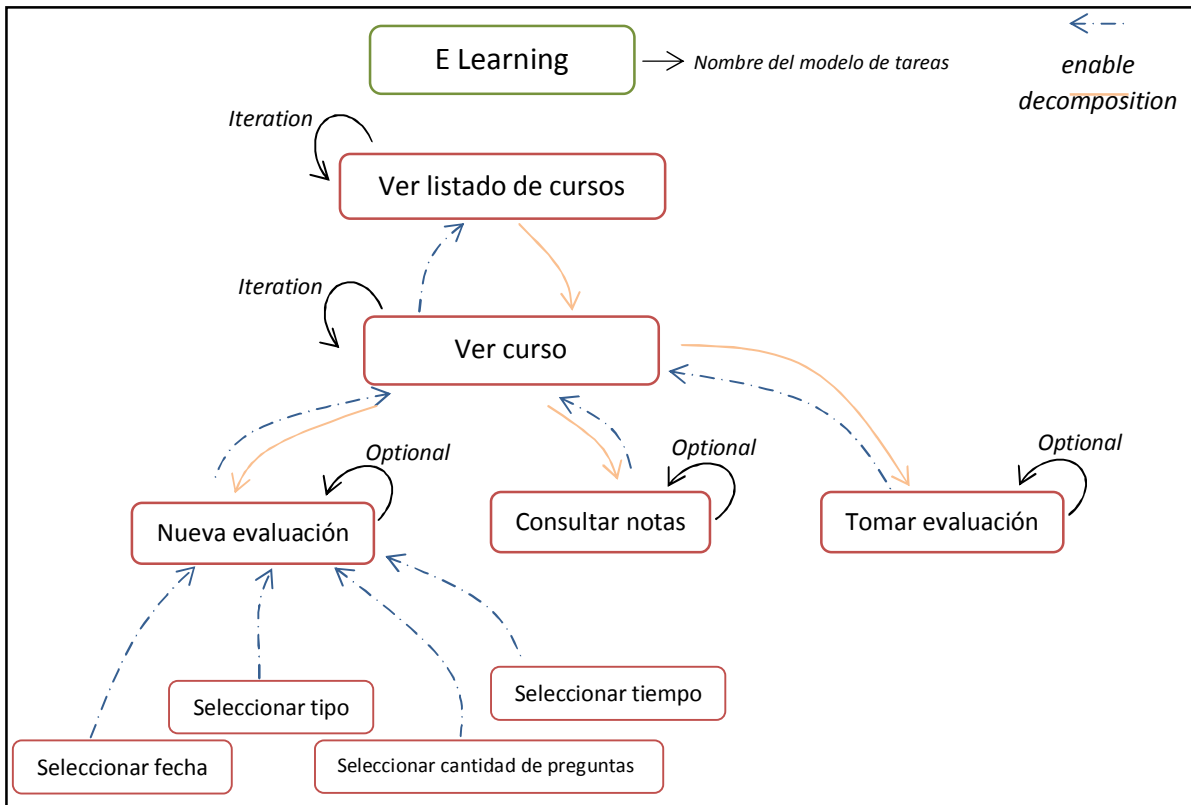 E Learning
Nombre del modelo de tareas
enable
decomposition
Iteration
Ver listado de cursos
Iteration
Ver curso
Optional
Optional
Optional
Nueva evaluación
Consultar notas
Tomar evaluación
Seleccionar tipo
Seleccionar tiempo
Seleccionar fecha
Seleccionar cantidad de preguntas